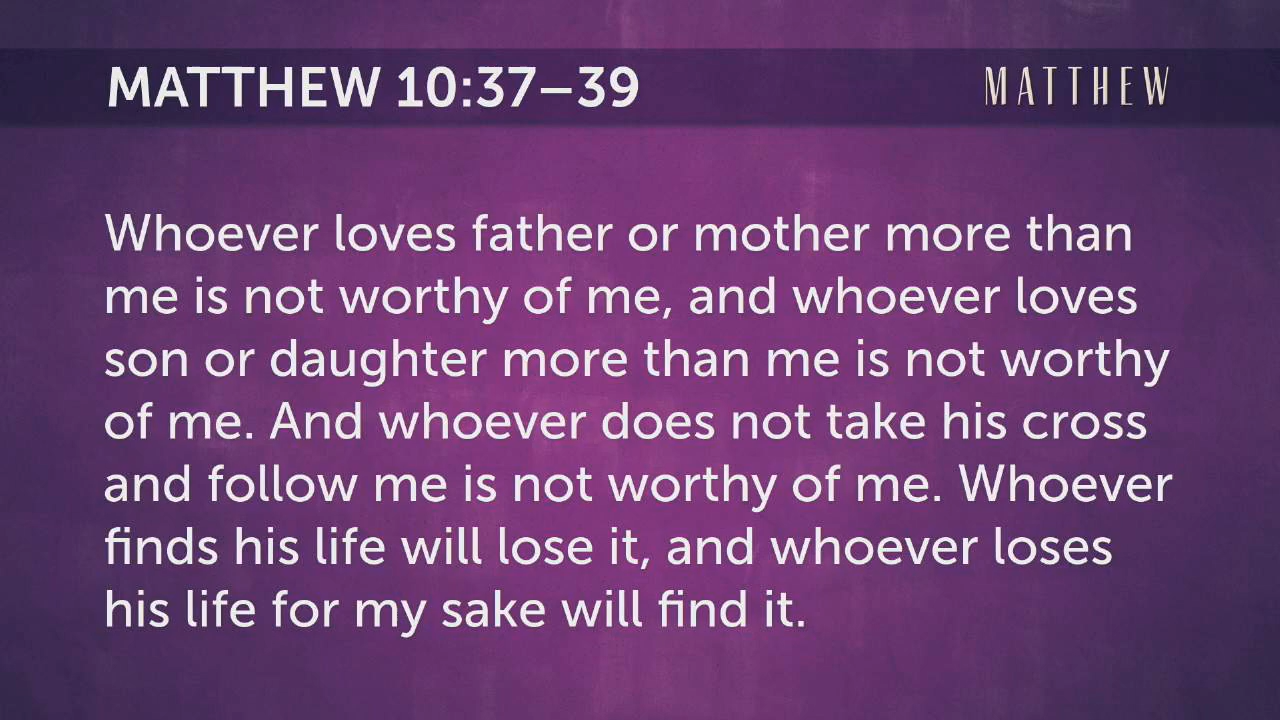 MATTHEW 10:37–39
MATTHEW
Whoever loves father or mother more than
me is not worthy of me, and whoever loves
son or daughter more than me is not worthy
of me. And whoever does not take his cross
and follow me is not worthy of me. Whoever
finds his life will lose it, and whoever loses
his life for my sake will find it.